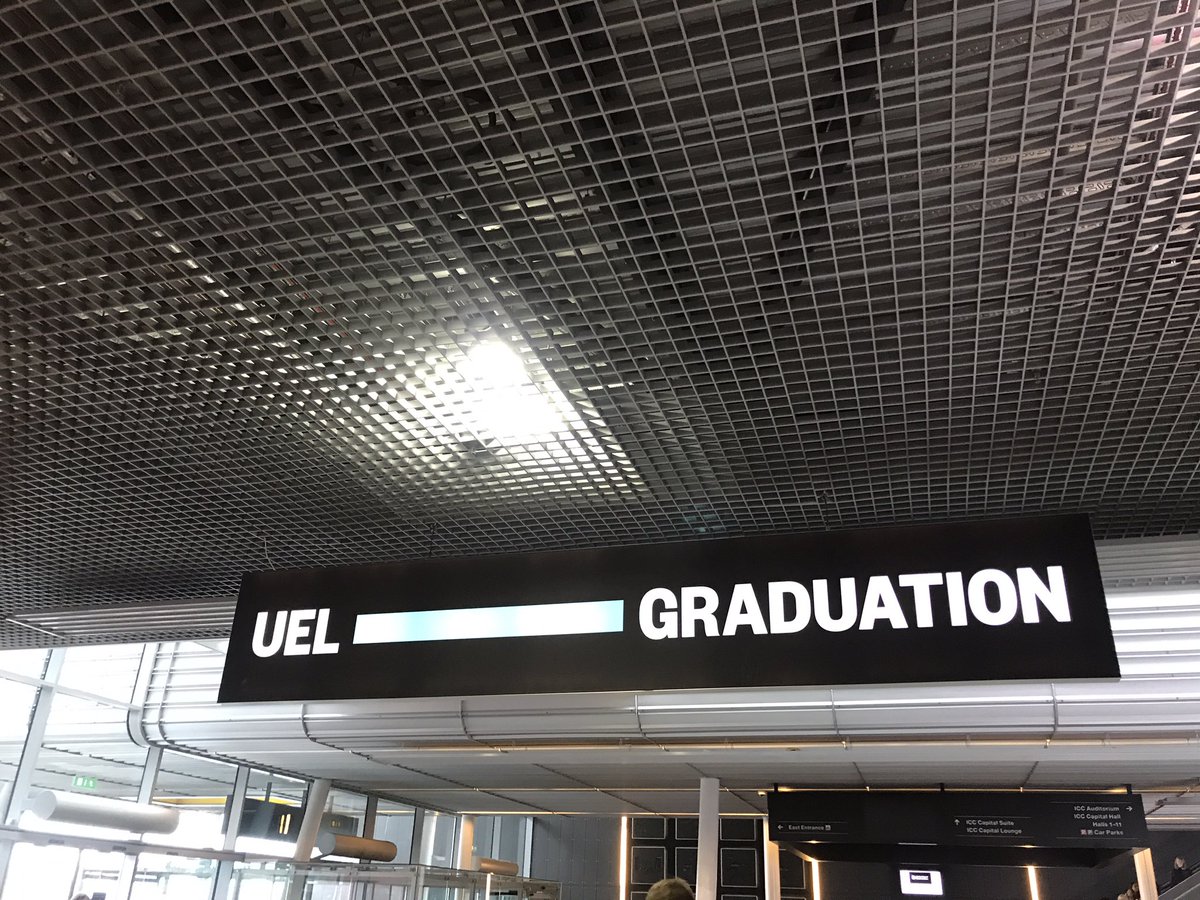 UEL GRADUATION
← East Entrance
↑ ICC Capital Suite
ICC Capital Lounge
ICC Auditorium →
ICC Capital Hall
Halls 1–11
Car Parks